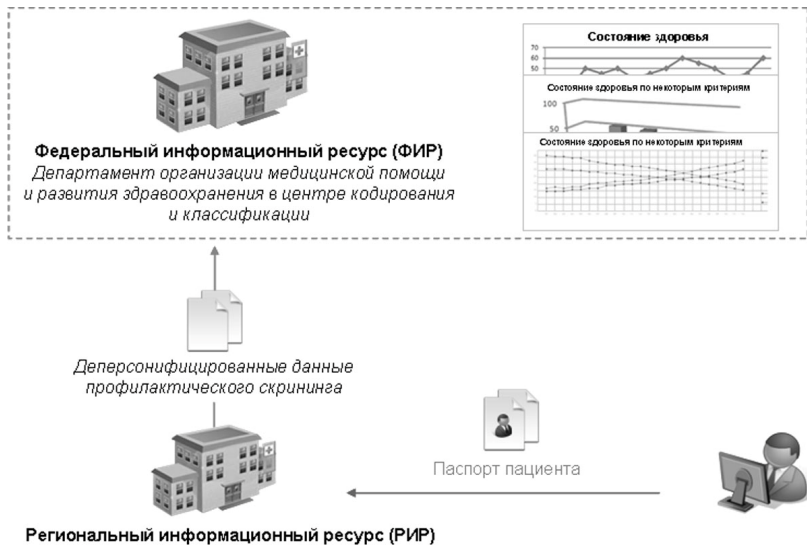 Федеральный информационный ресурс (ФИР)
Департамент организации медицинской помощи
и развития здравоохранения в центре кодирования
и классификации
Состояние здоровья
70
60
50
Состояние здоровья по некоторым критериям
100
50
Состояние здоровья по некоторым критериям
Деперсонифицированные данные
профилактического скрининга
Паспорт пациента
Региональный информационный ресурс (РИР)